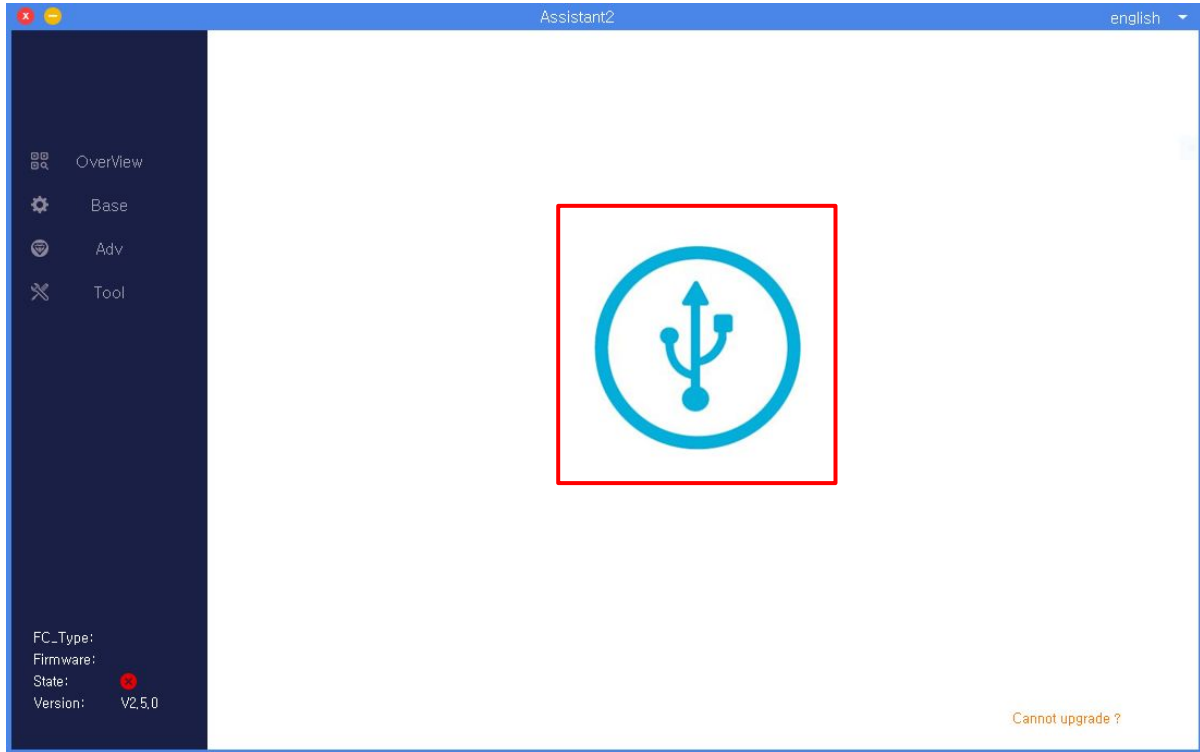 Assistant2
english
OverView
Base
Adv
Tool
FC_Type:
Firmware:
State:
Version: V2,5,0
Cannot upgrade ?